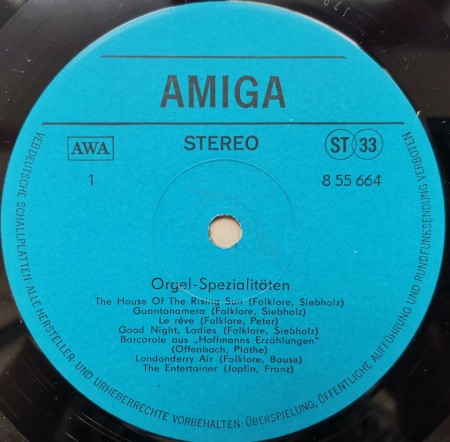 AMIGA
AWA
STEREO
ST 33
1
8 55 664
Orgel-Spezialitäten
The House Of The Rising Sun (Folklore, Siebholz)
Guantanamera (Folklore, Siebholz)
Le rêve (Folklore, Peter)
Good Night, Ladies (Folklore, Siebholz)
Barcarole aus „Hoffmanns Erzählungen"
(Offenbach, Plathe)
Londonderry Air (Folklore, Bause)
The Entertainer (Joplin, Franz)
VEB DEUTSCHE SCHALLPLATTEN ALLE HERSTELLER- UND URHEBERRECHTE VORBEHALTEN · ÜBERSPIELUNG, ÖFFENTLICHE AUFFÜHRUNG UND RUNDFUNKSENDUNG VERBOTEN